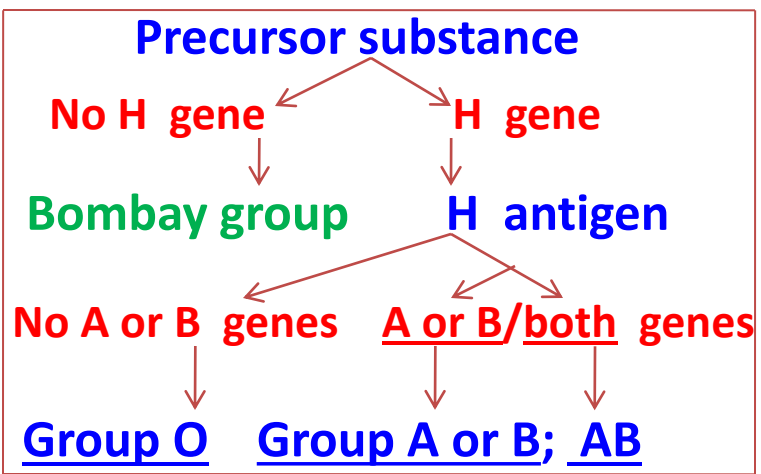 Precursor substance
No H gene H gene
Bombay group H antigen
No A or B genes A or B/both genes
Group O Group A or B; AB